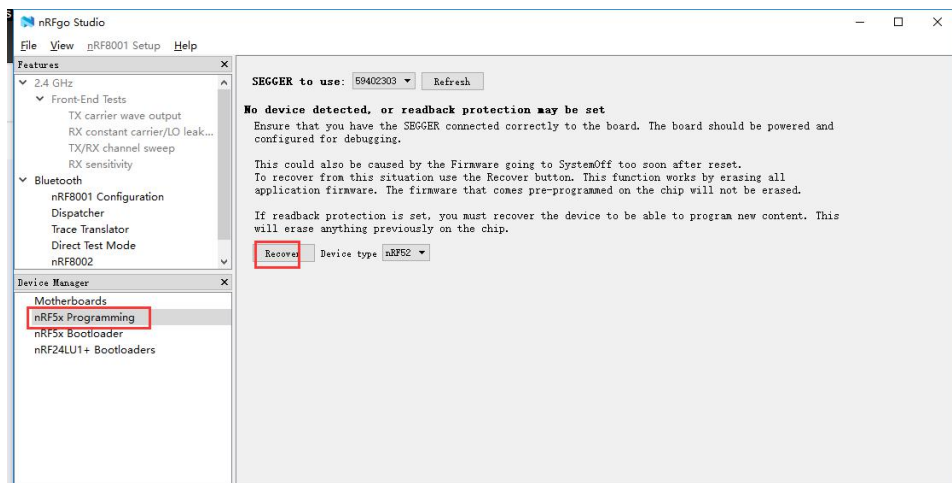 nRFgo Studio
File View nRF8001 Setup Help
Features
2.4 GHz
Front-End Tests
TX carrier wave output
RX constant carrier/LO leak...
TX/RX channel sweep
RX sensitivity
Bluetooth
nRF8001 Configuration
Dispatcher
Trace Translator
Direct Test Mode
nRF8002
Device Manager
Motherboards
nRF5x Programming
nRF5x Bootloader
nRF24LU1+ Bootloaders
SEGGER to use: 59402303 Refresh
No device detected, or readback protection may be set
Ensure that you have the SEGGER connected correctly to the board. The board should be powered and
configured for debugging.
This could also be caused by the Firmware going to SystemOff too soon after reset.
To recover from this situation use the Recover button. This function works by erasing all
application firmware. The firmware that comes pre-programmed on the chip will not be erased.
If readback protection is set, you must recover the device to be able to program new content. This
will erase anything previously on the chip.
Recover Device type nRF52